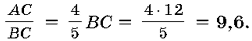 AC/BC = 4/5 BC = 4·12/5 = 9,6.